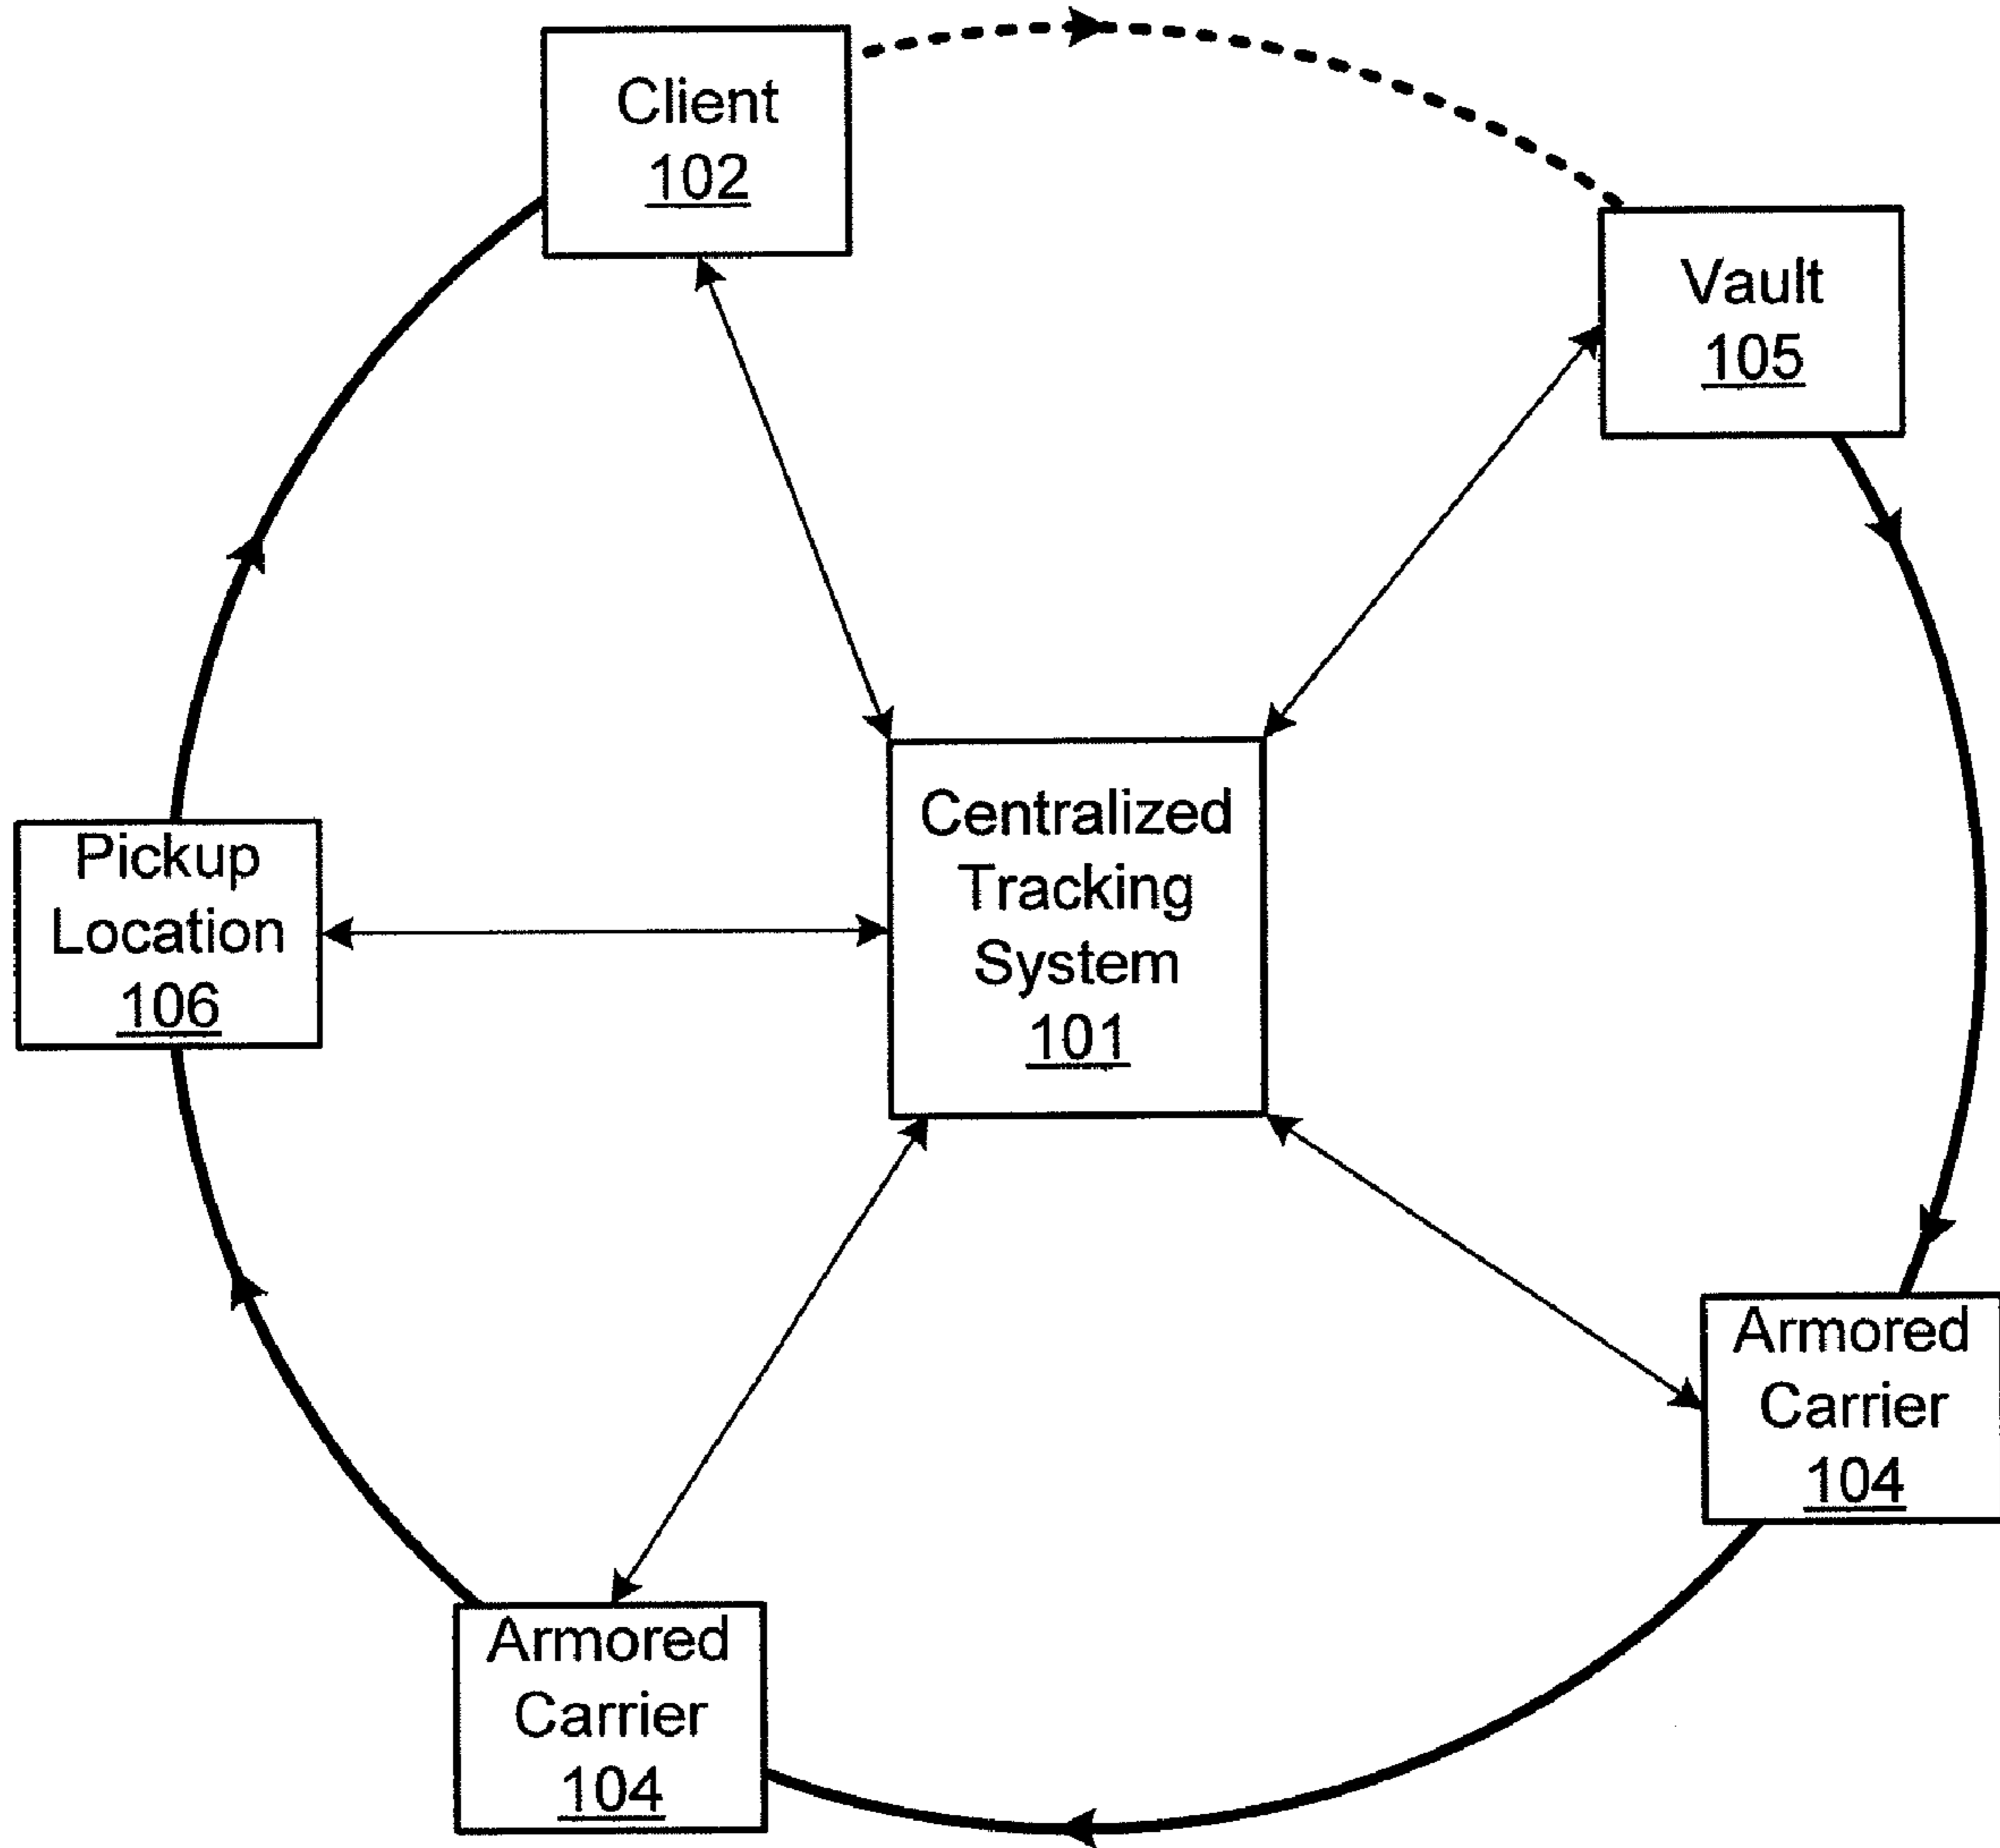 Client
102
Vault
105
Centralized
Tracking
System
101
Pickup
Location
106
Armored
Carrier
104
Armored
Carrier
104